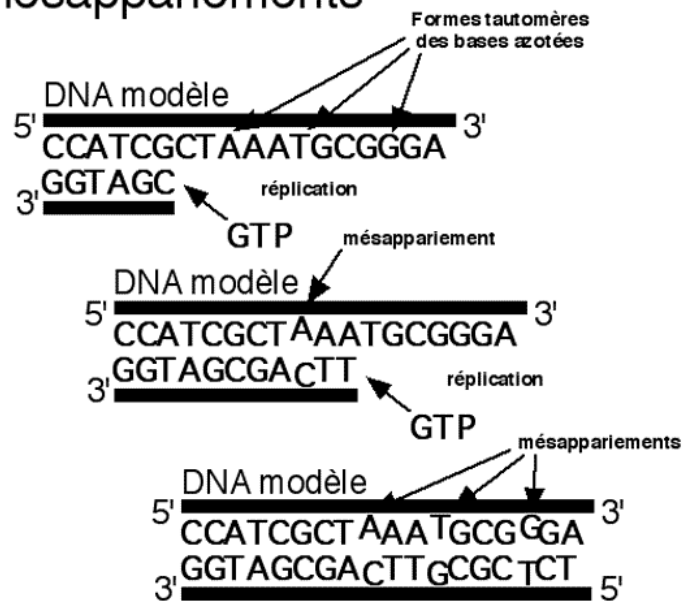 mésappariements
Formes tautomères
des bases azotées
DNA modèle
5' 3'
CCATCGCTAAATGCGGGA
GGTAGC
3'
réplication
GTP
mésappariement
DNA modèle
5' 3'
CCATCGCTAAATGCGGGA
GGTAGCGACTT
3'
réplication
GTP
mésappariements
DNA modèle
5' 3'
CCATCGCTAAATGCGGGA
GGTAGCGACTTGCGCTCT
3' 5'